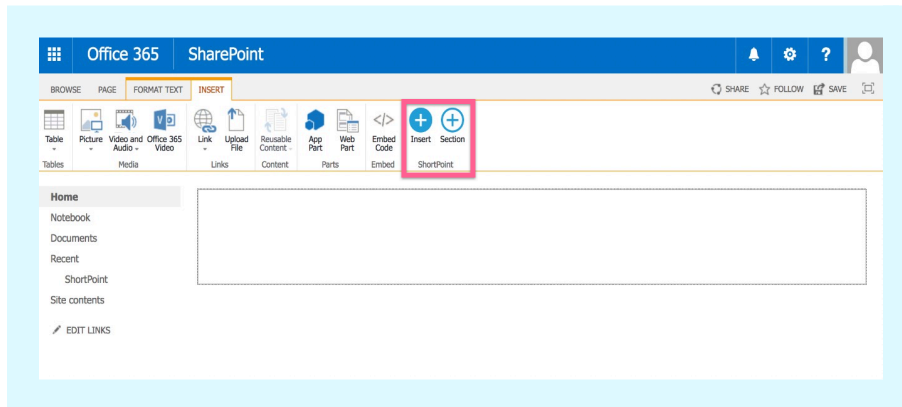 Office 365 SharePoint ?
BROWSE PAGE FORMAT TEXT INSERT SHARE FOLLOW SAVE
Table Picture Video and Office 365 Link Upload Reusable App Web Embed Insert Section
Audio Video File Content Part Part Code
Tables Media Links Content Parts Embed ShortPoint
Home
Notebook
Documents
Recent
ShortPoint
Site contents
EDIT LINKS